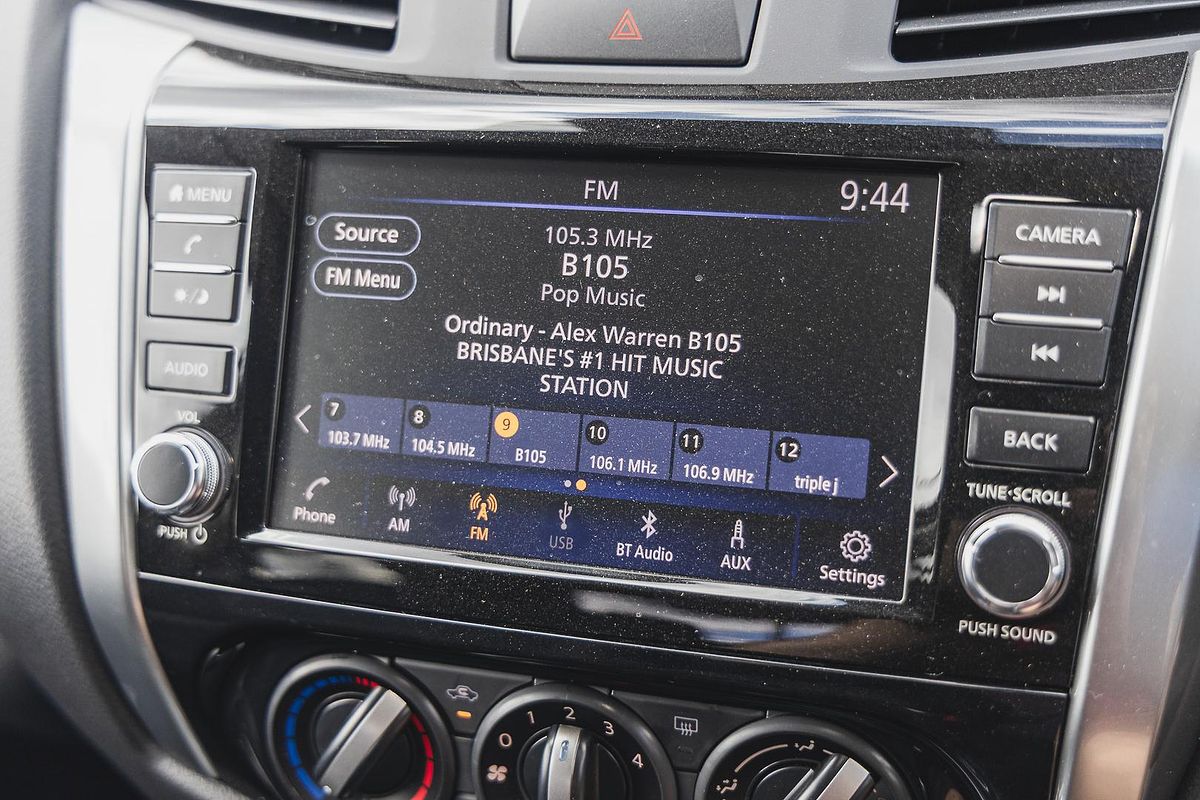 FM
9:44
MENU
Source
105.3 MHz
CAMERA
B105
FM Menu
Pop Music
Ordinary - Alex Warren B105
BRISBANE'S #1 HIT MUSIC
STATION
AUDIO
VOL
7
103.7 MHz
8
104.5 MHz
9
B105
10
106.1 MHz
11
106.9 MHz
12
triple j
BACK
TUNE·SCROLL
PUSH
Phone
AM
FM
USB
BT Audio
AUX
Settings
PUSH SOUND
0
1
2
3
4